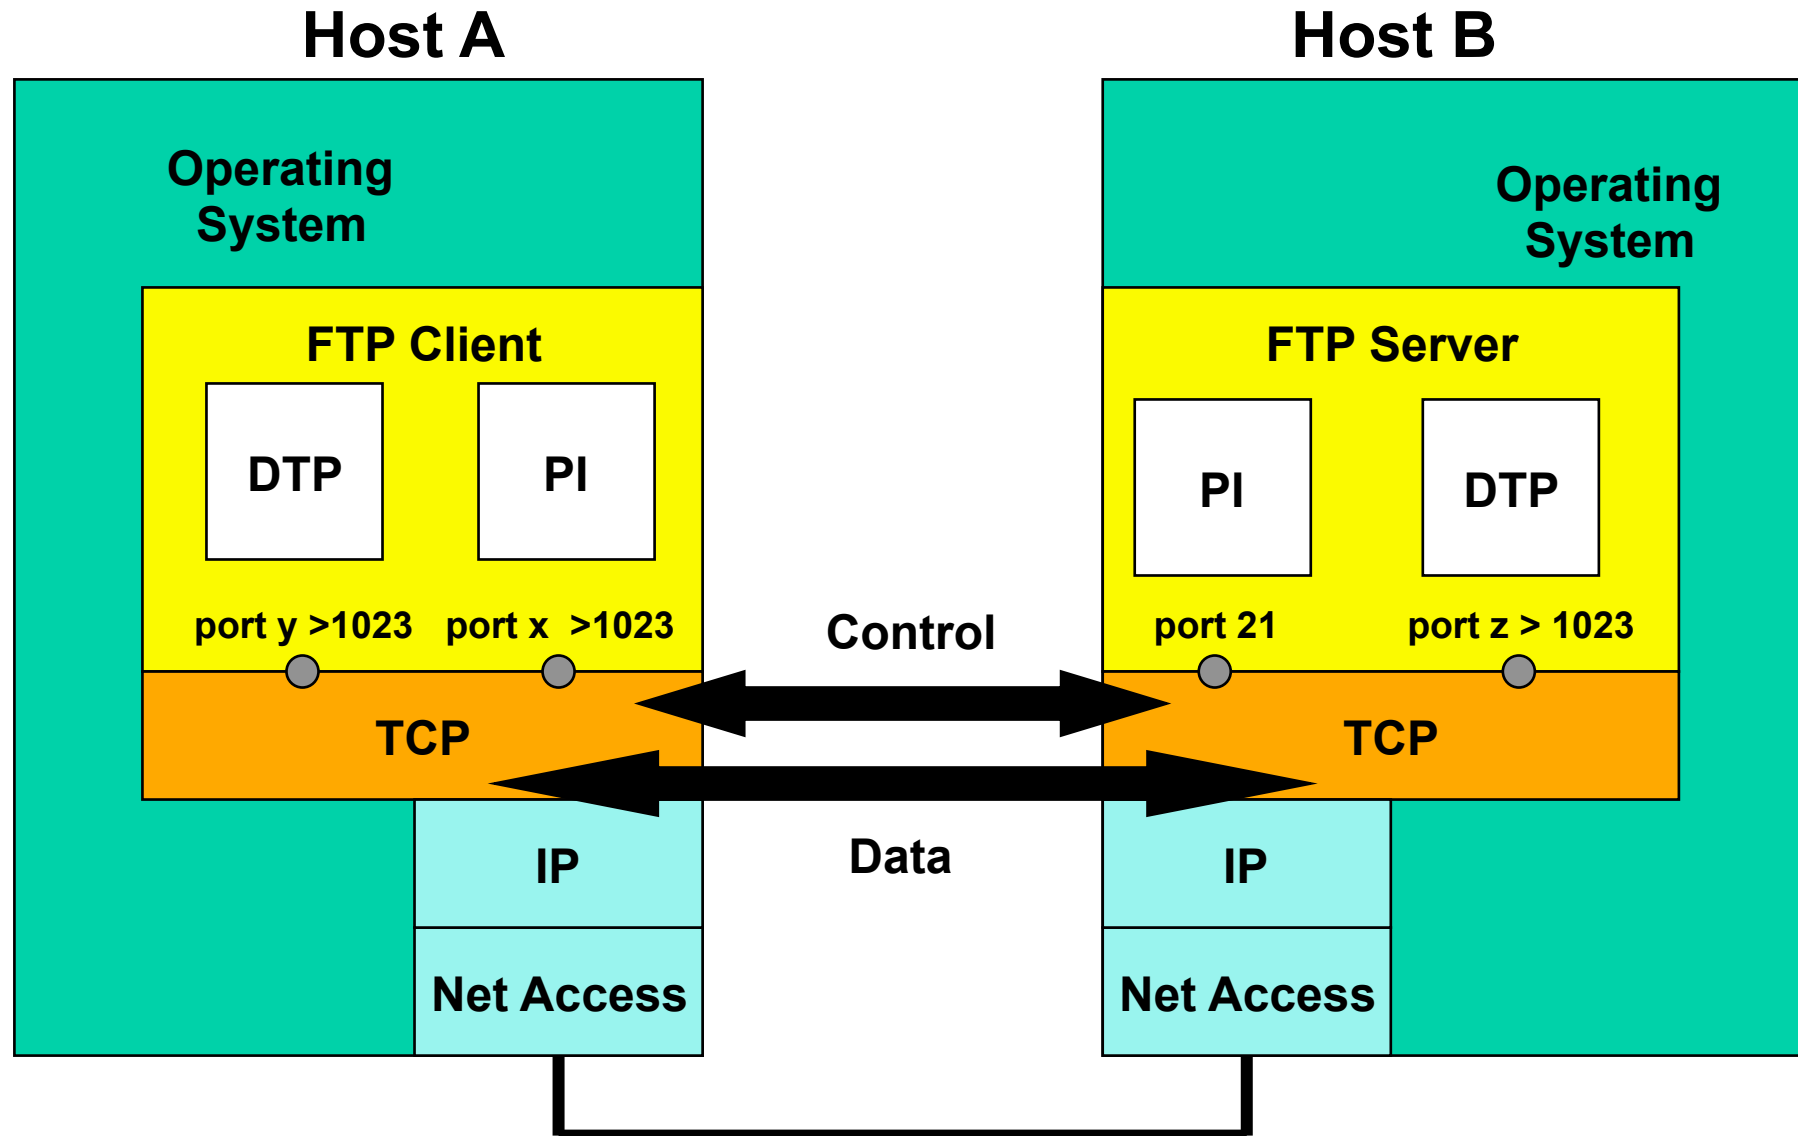 Host A
Host B
Operating
System
Operating
System
FTP Client
FTP Server
DTP
PI
PI
DTP
port y >1023
port x  >1023
port 21
port z > 1023
Control
TCP
TCP
Data
IP
IP
Net Access
Net Access